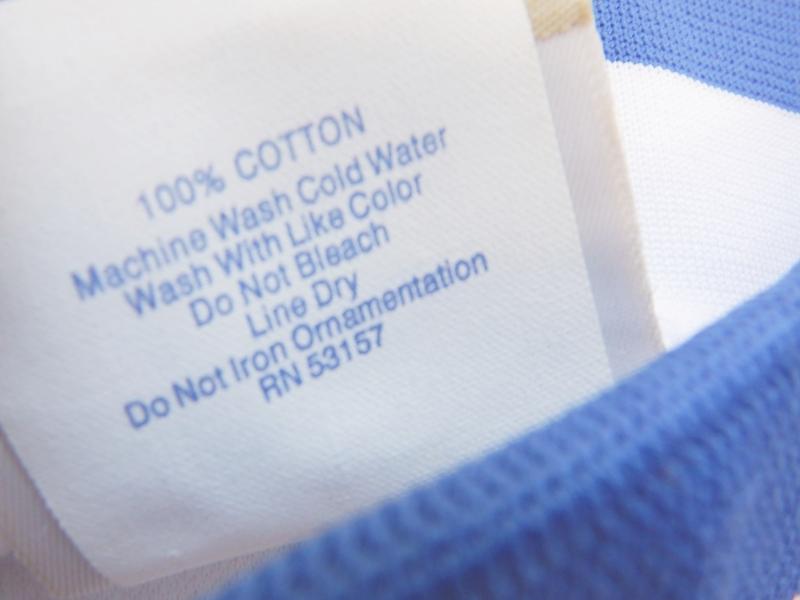 100% COTTON
Machine Wash Cold Water
Wash With Like Color
Do Not Bleach
Line Dry
Do Not Iron Ornamentation
RN 53157